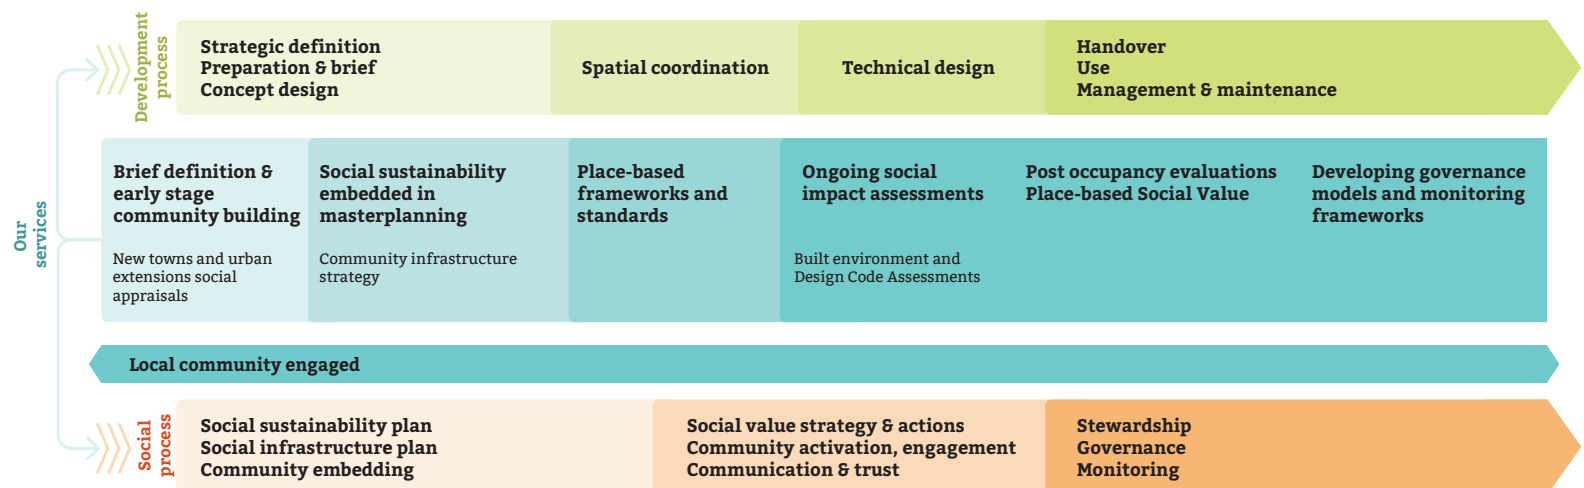 Development
process
Strategic definition
Preparation & brief
Concept design
Spatial coordination
Technical design
Handover
Use
Management & maintenance
Our
services
Brief definition &
early stage
community building
New towns and urban
extensions social
appraisals
Social sustainability
embedded in
masterplanning
Community infrastructure
strategy
Place-based
frameworks and
standards
Ongoing social
impact assessments
Built environment and
Design Code Assessments
Post occupancy evaluations
Place-based Social Value
Developing governance
models and monitoring
frameworks
Local community engaged
Social
process
Social sustainability plan
Social infrastructure plan
Community embedding
Social value strategy & actions
Community activation, engagement
Communication & trust
Stewardship
Governance
Monitoring